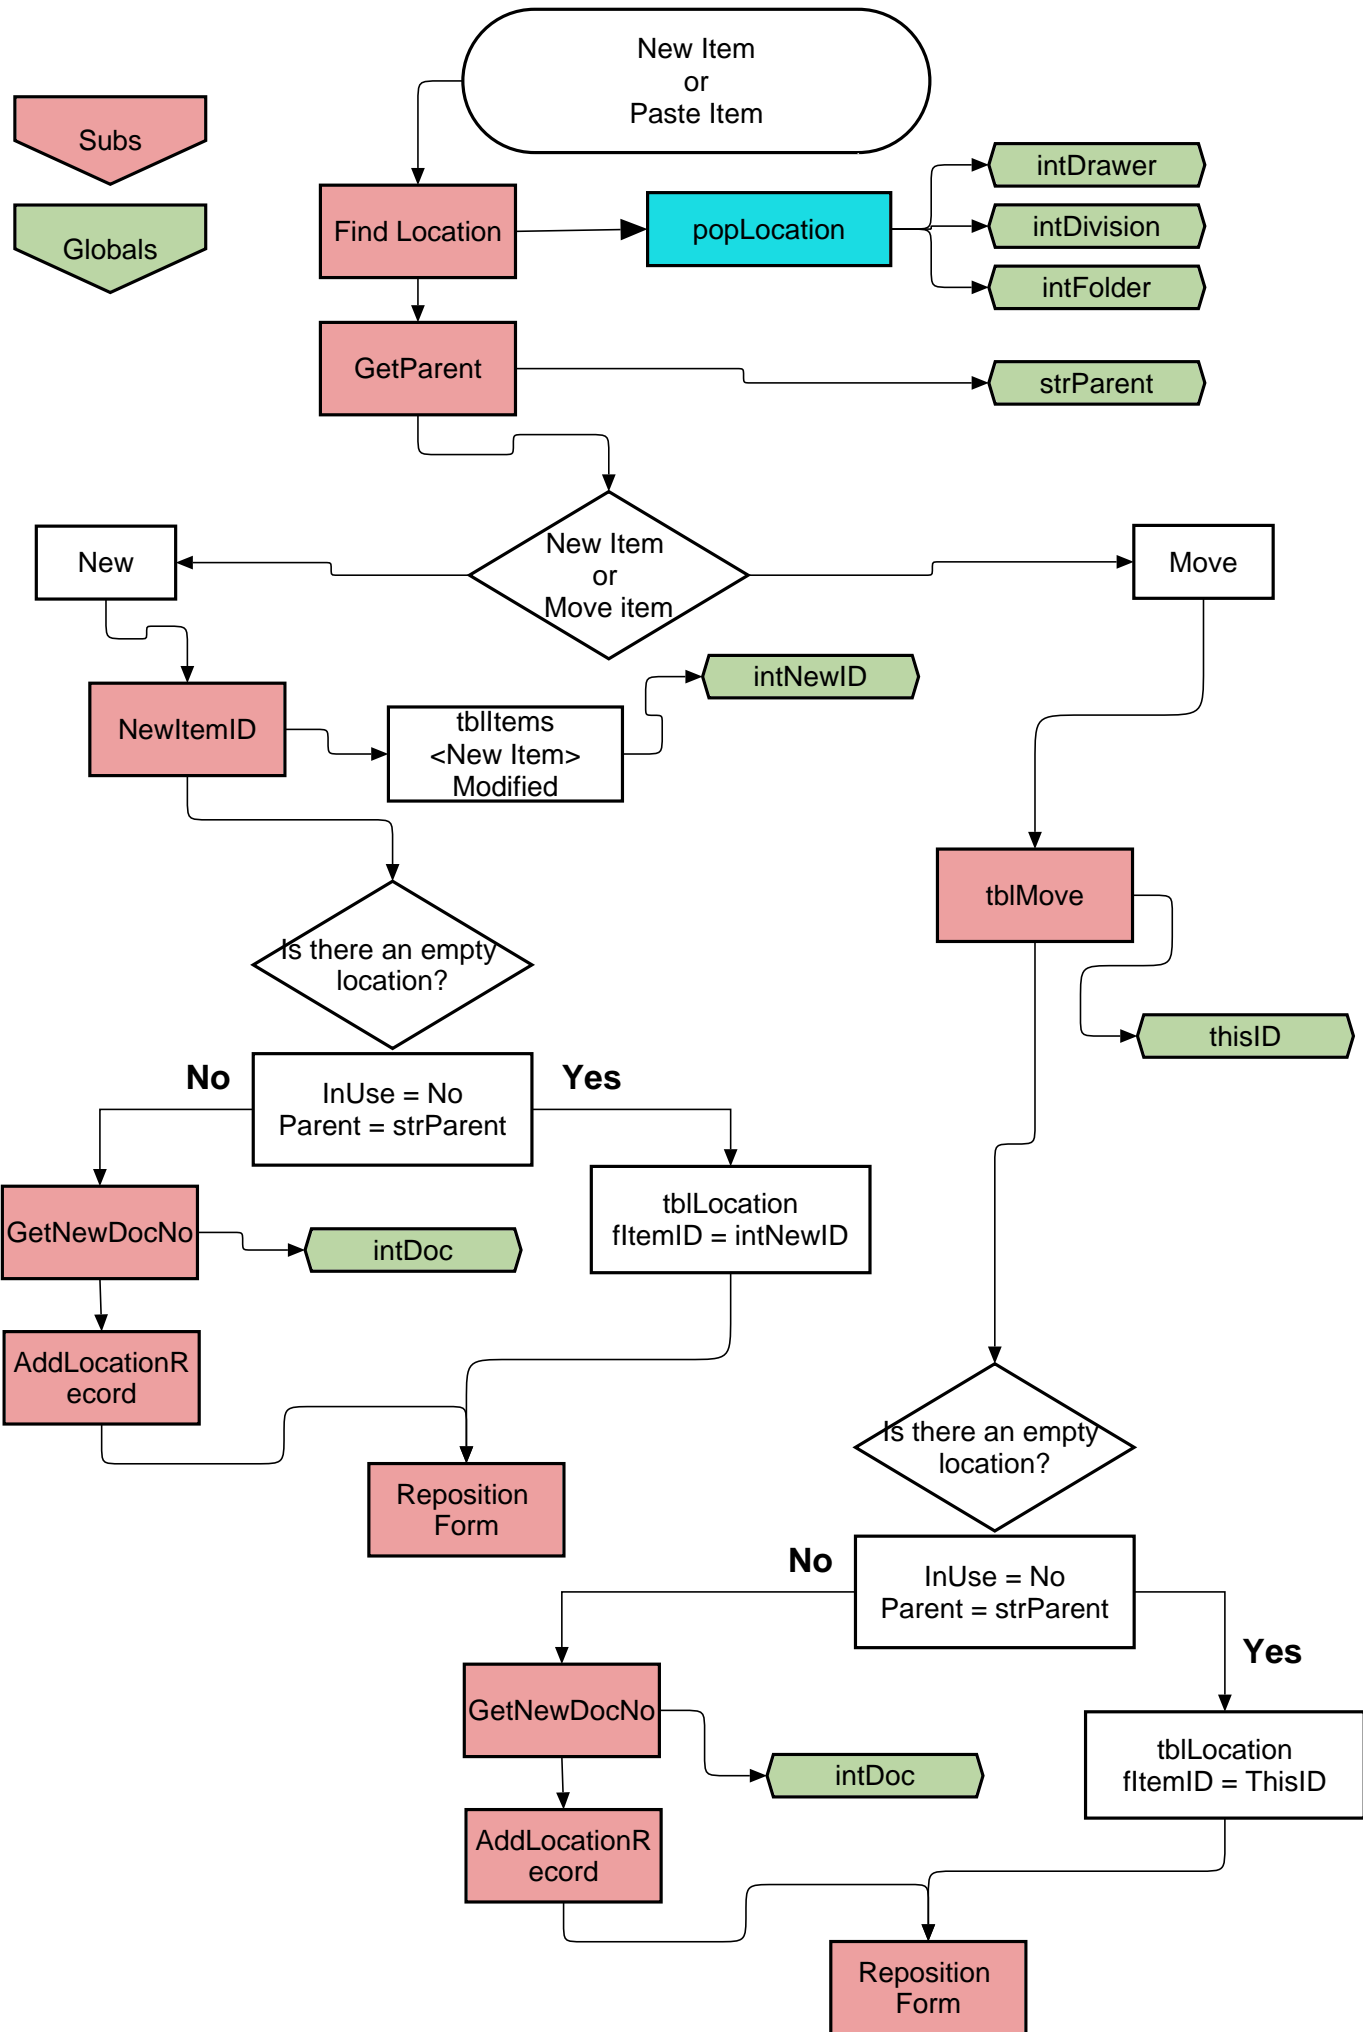 New Item
or
Paste Item
Subs
Globals
Find Location
popLocation
intDrawer
intDivision
intFolder
GetParent
strParent
New Item
or
Move item
New
Move
NewItemID
tblItems
<New Item>
Modified
intNewID
tblMove
thisID
Is there an empty
location?
No
InUse = No
Parent = strParent
Yes
GetNewDocNo
intDoc
tblLocation
fItemID = intNewID
AddLocationR
ecord
Reposition
Form
Is there an empty
location?
No
InUse = No
Parent = strParent
Yes
GetNewDocNo
intDoc
tblLocation
fItemID = ThisID
AddLocationR
ecord
Reposition
Form